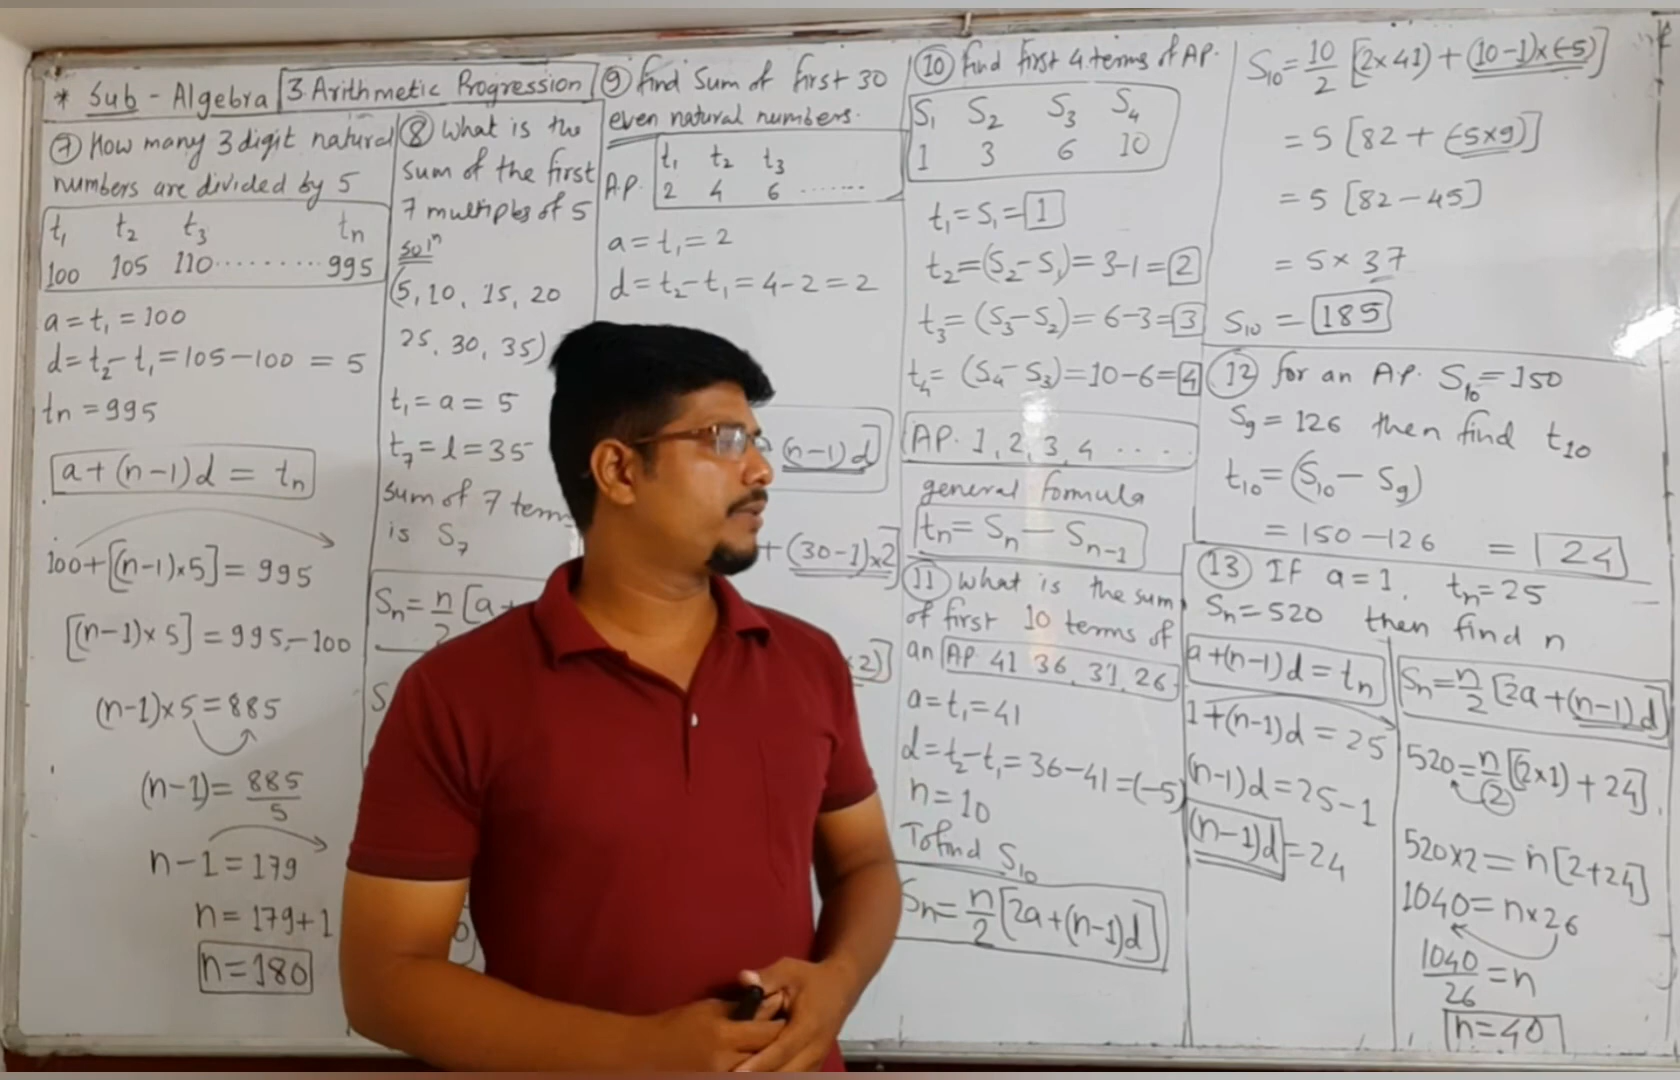 * Sub - Algebra 3. Arithmetic Progression
⑦ How many 3 digit natural
numbers are divided by 5
t₁ t₂ t₃ tn
100 105 110 ......... 995
a = t₁ = 100
d = t₂ - t₁ = 105 - 100 = 5
tn = 995
a + (n-1)d = tn
100 + [(n-1)×5] = 995
[(n-1)×5] = 995 - 100
(n-1)×5 = 885
(n-1) = 885/5
n-1 = 179
n = 179+1
n = 180
⑧ What is the
sum of the first
7 multiples of 5
solⁿ
(5, 10, 15, 20
25, 30, 35)
t₁ = a = 5
t₇ = l = 35
sum of 7 term
is S₇
Sn = n/2 [a +
S
⑨ find Sum of first 30
even natural numbers.
t₁ t₂ t₃
A.P. 2 4 6 .......
a = t₁ = 2
d = t₂ - t₁ = 4 - 2 = 2
(n-1)d]
+ (30-1)×2]
×2)]
⑩ find first 4 terms of A.P.
S₁ S₂ S₃ S₄
1 3 6 10
t₁ = S₁ = 1
t₂ = (S₂ - S₁) = 3-1 = 2
t₃ = (S₃ - S₂) = 6-3 = 3
t₄ = (S₄ - S₃) = 10-6 = 4
AP. 1, 2, 3, 4 ....
general formula
tn = Sn - Sn-1
⑪ What is the sum
of first 10 terms of
an AP 41 36, 31, 26
a = t₁ = 41
d = t₂ - t₁ = 36 - 41 = (-5)
n = 10
To find S₁₀
Sn = n/2 [2a + (n-1)d]
S₁₀ = 10/2 [2×41) + (10-1)×(-5)]
= 5 [82 + (-5×9)]
= 5 [82 - 45]
= 5 × 37
S₁₀ = 185
⑫ for an A.P. S₁₀ = 150
S₉ = 126 then find t₁₀
t₁₀ = (S₁₀ - S₉)
= 150 - 126 = 24
⑬ If a = 1, tn = 25
Sn = 520 then find n
a + (n-1)d = tn
1 + (n-1)d = 25
(n-1)d = 25 - 1
(n-1)d = 24
Sn = n/2 [2a + (n-1)d]
520 = n/2 [(2×1) + 24]
520×2 = n [2+24]
1040 = n×26
1040/26 = n
n = 40